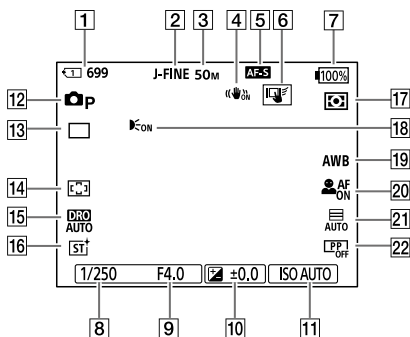 1 2 3 4 5 6 7
1 699 J-FINE 50M AF-S 100%
ON
12 P 17
13 ON 18
AWB 19
14 AF ON 20
15 DRO AUTO AUTO 21
16 ST PP OFF 22
1/250 F4.0 ±0.0 ISO AUTO
8 9 10 11